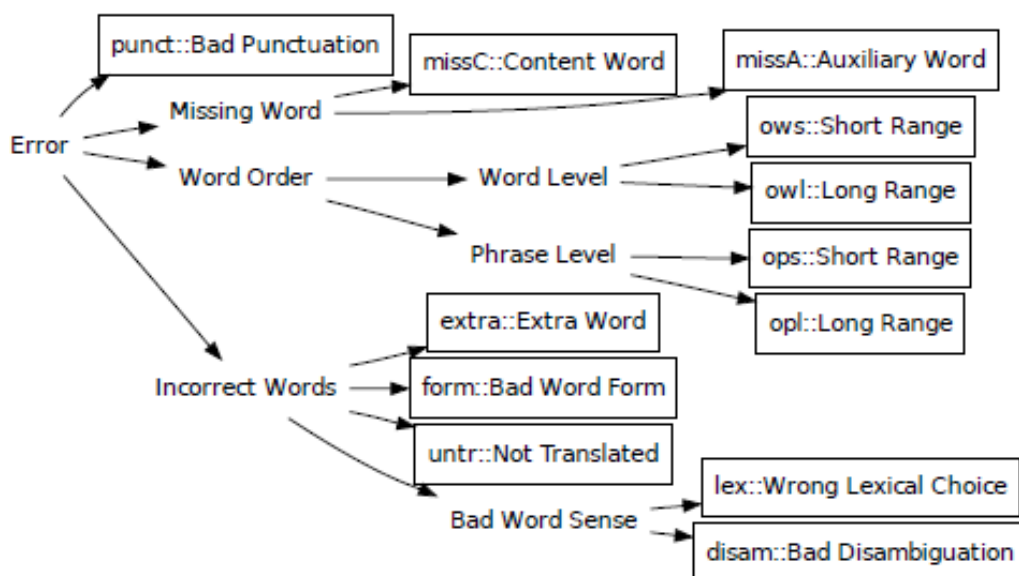 punct::Bad Punctuation
missC::Content Word
missA::Auxiliary Word
Missing Word
ows::Short Range
Error
Word Order
Word Level
owl::Long Range
Phrase Level
ops::Short Range
opl::Long Range
extra::Extra Word
Incorrect Words
form::Bad Word Form
untr::Not Translated
lex::Wrong Lexical Choice
Bad Word Sense
disam::Bad Disambiguation